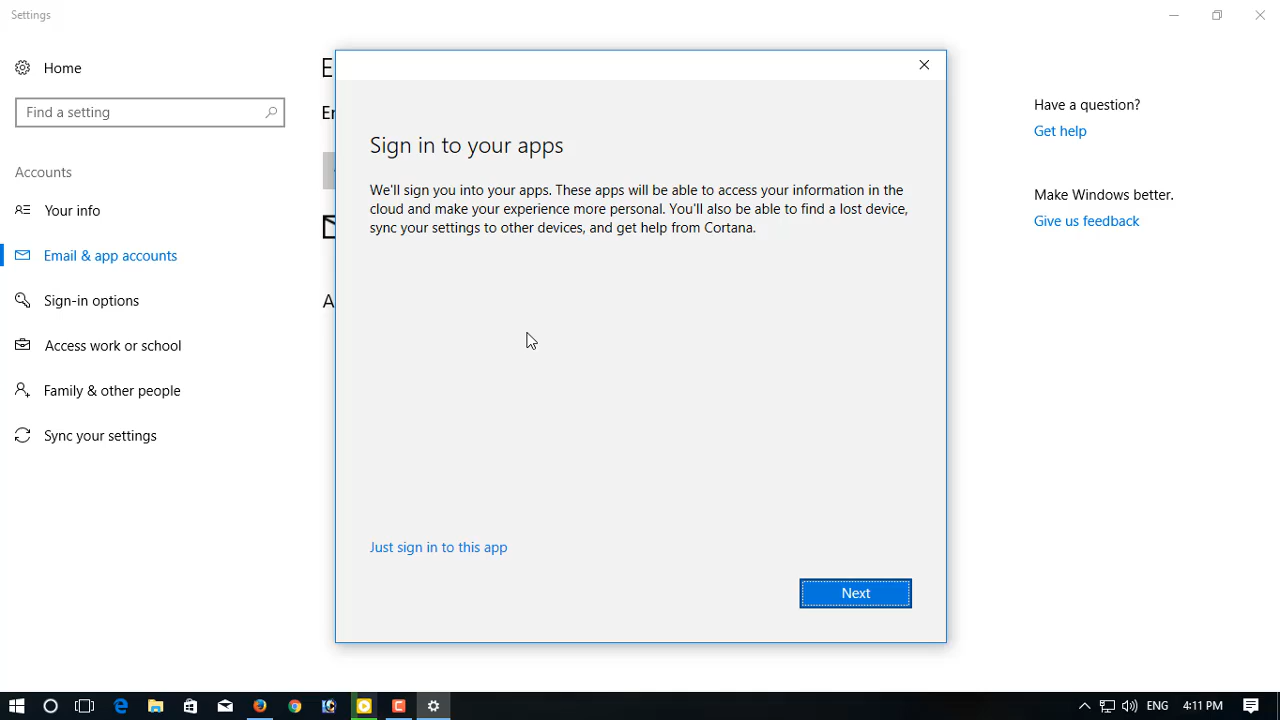 Settings
Home
Find a setting
Accounts
Your info
Email & app accounts
Sign-in options
Access work or school
Family & other people
Sync your settings
E
Er
A
Sign in to your apps
We'll sign you into your apps. These apps will be able to access your information in the
cloud and make your experience more personal. You'll also be able to find a lost device,
sync your settings to other devices, and get help from Cortana.
Just sign in to this app
Next
Have a question?
Get help
Make Windows better.
Give us feedback
ENG
4:11 PM